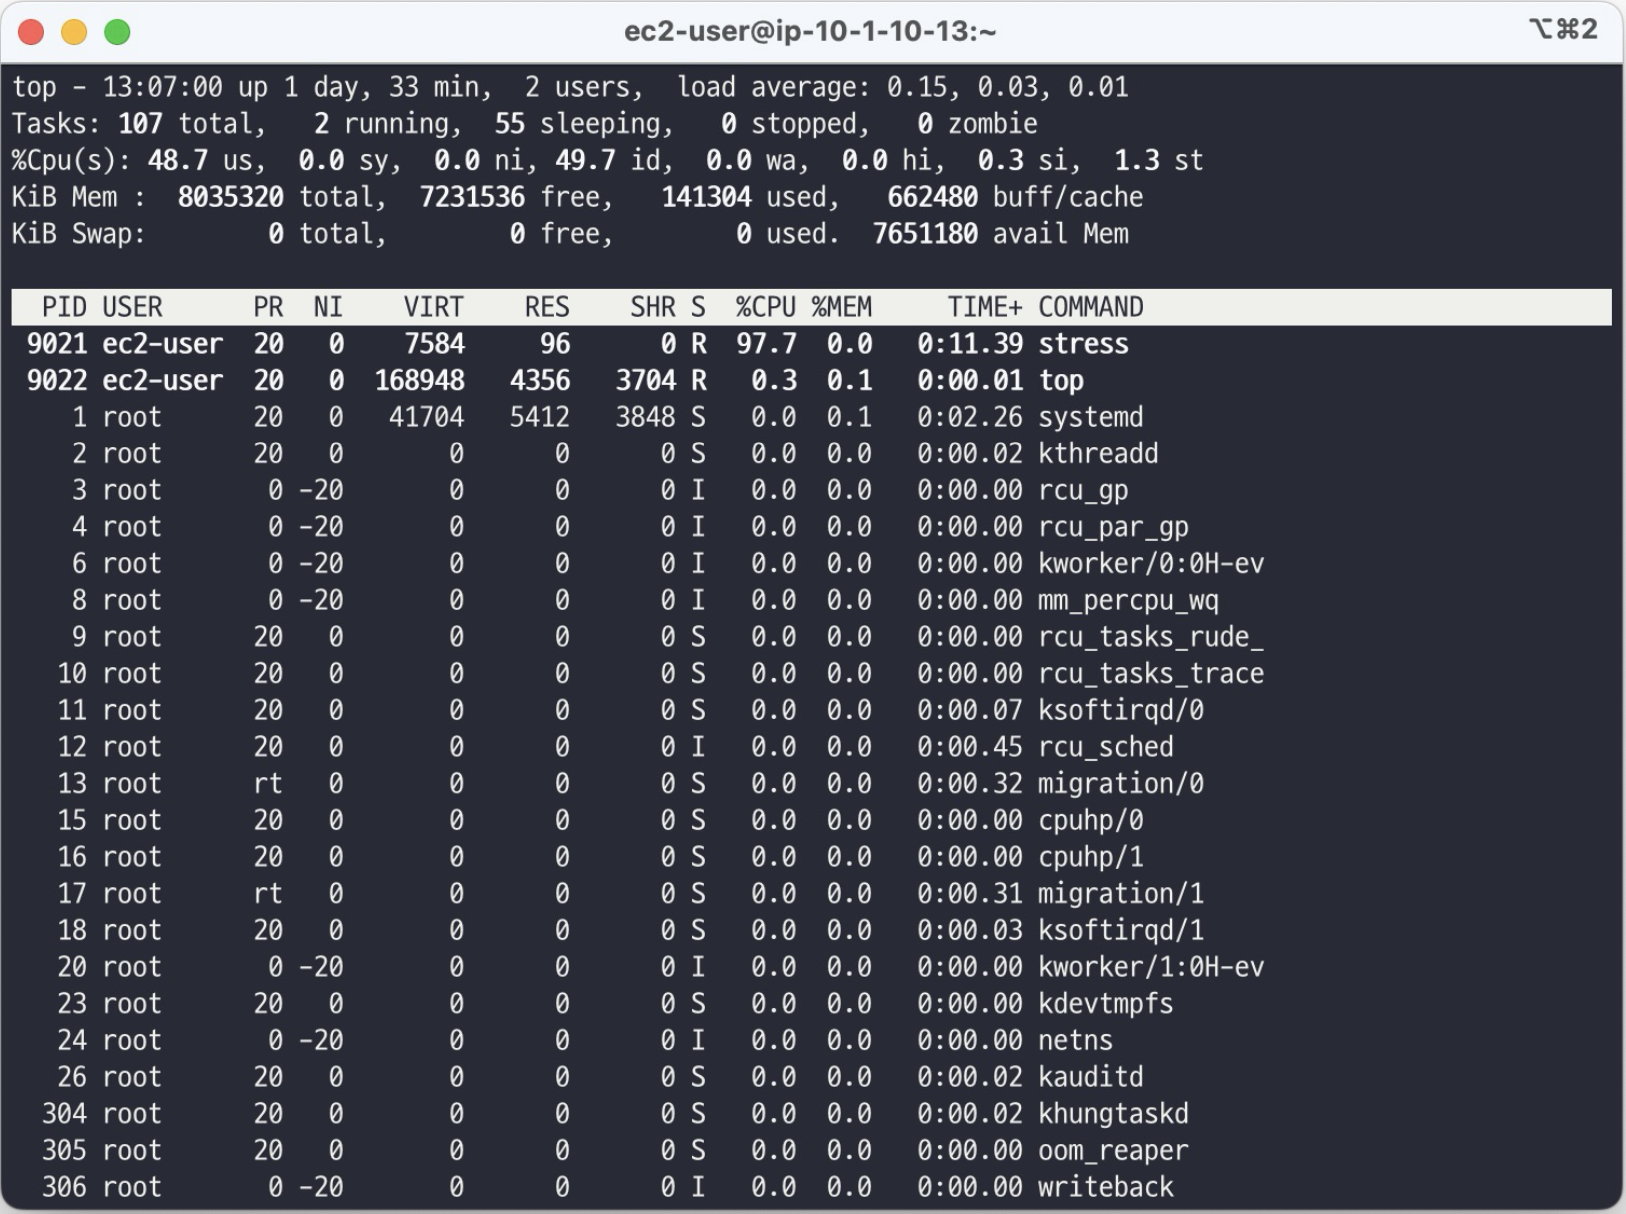 ec2-user@ip-10-1-10-13:~ ⌥⌘2
top - 13:07:00 up 1 day, 33 min,  2 users,  load average: 0.15, 0.03, 0.01
Tasks: 107 total,   2 running,  55 sleeping,   0 stopped,   0 zombie
%Cpu(s): 48.7 us,  0.0 sy,  0.0 ni, 49.7 id,  0.0 wa,  0.0 hi,  0.3 si,  1.3 st
KiB Mem :  8035320 total,  7231536 free,   141304 used,   662480 buff/cache
KiB Swap:        0 total,        0 free,        0 used.  7651180 avail Mem
PID USER PR NI VIRT RES SHR S %CPU %MEM TIME+ COMMAND
9021 ec2-user 20 0 7584 96 0 R 97.7 0.0 0:11.39 stress
9022 ec2-user 20 0 168948 4356 3704 R 0.3 0.1 0:00.01 top
1 root 20 0 41704 5412 3848 S 0.0 0.1 0:02.26 systemd
2 root 20 0 0 0 0 S 0.0 0.0 0:00.02 kthreadd
3 root 0 -20 0 0 0 I 0.0 0.0 0:00.00 rcu_gp
4 root 0 -20 0 0 0 I 0.0 0.0 0:00.00 rcu_par_gp
6 root 0 -20 0 0 0 I 0.0 0.0 0:00.00 kworker/0:0H-ev
8 root 0 -20 0 0 0 I 0.0 0.0 0:00.00 mm_percpu_wq
9 root 20 0 0 0 0 S 0.0 0.0 0:00.00 rcu_tasks_rude_
10 root 20 0 0 0 0 S 0.0 0.0 0:00.00 rcu_tasks_trace
11 root 20 0 0 0 0 S 0.0 0.0 0:00.07 ksoftirqd/0
12 root 20 0 0 0 0 I 0.0 0.0 0:00.45 rcu_sched
13 root rt 0 0 0 0 S 0.0 0.0 0:00.32 migration/0
15 root 20 0 0 0 0 S 0.0 0.0 0:00.00 cpuhp/0
16 root 20 0 0 0 0 S 0.0 0.0 0:00.00 cpuhp/1
17 root rt 0 0 0 0 S 0.0 0.0 0:00.31 migration/1
18 root 20 0 0 0 0 S 0.0 0.0 0:00.03 ksoftirqd/1
20 root 0 -20 0 0 0 I 0.0 0.0 0:00.00 kworker/1:0H-ev
23 root 20 0 0 0 0 S 0.0 0.0 0:00.00 kdevtmpfs
24 root 0 -20 0 0 0 I 0.0 0.0 0:00.00 netns
26 root 20 0 0 0 0 S 0.0 0.0 0:00.02 kauditd
304 root 20 0 0 0 0 S 0.0 0.0 0:00.02 khungtaskd
305 root 20 0 0 0 0 S 0.0 0.0 0:00.00 oom_reaper
306 root 0 -20 0 0 0 I 0.0 0.0 0:00.00 writeback